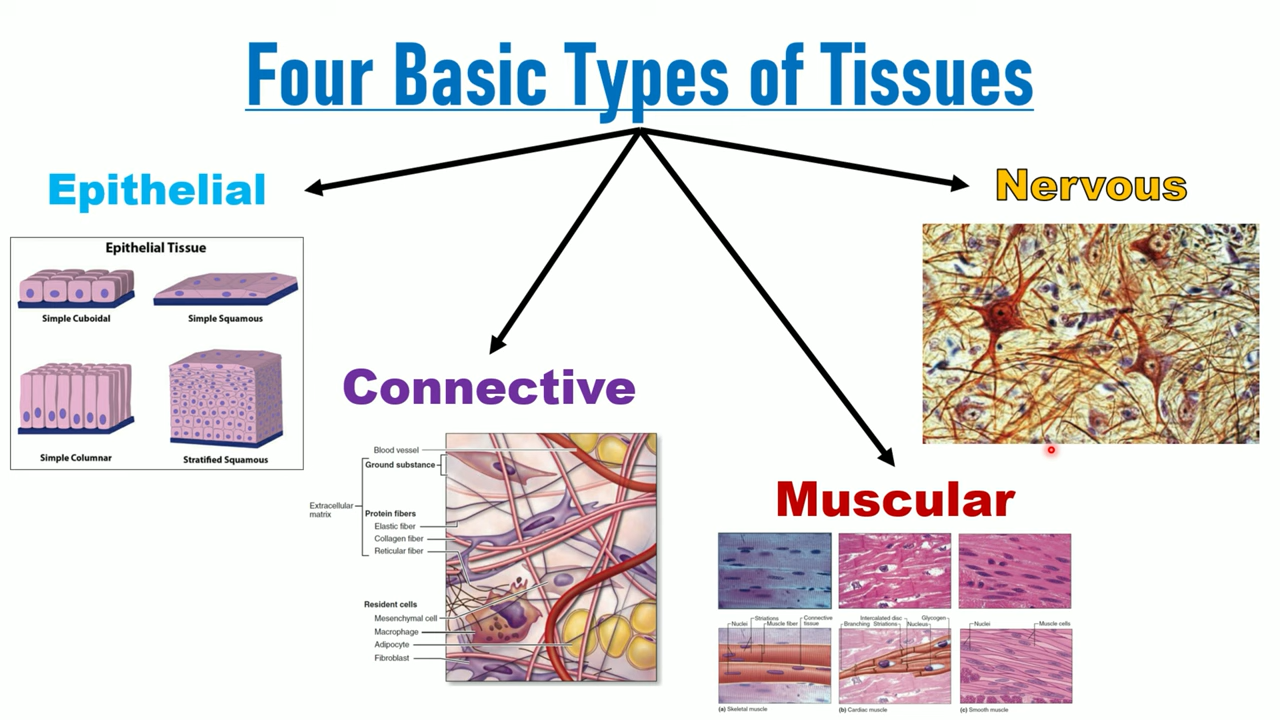 Four Basic Types of Tissues
Epithelial
Nervous
Epithelial Tissue
Simple Cuboidal
Simple Squamous
Simple Columnar
Stratified Squamous
Connective
Blood vessel
Ground substance
Extracellular
matrix
Protein fibers
Elastic fiber
Collagen fiber
Reticular fiber
Resident cells
Mesenchymal cell
Macrophage
Adipocyte
Fibroblast
Muscular
Nuclei
Striations
Muscle fiber
Connective
tissue
Intercalated disc
Glycogen
Branching
Striations
Nucleus
Nuclei
Muscle cells
(a) Skeletal muscle
(b) Cardiac muscle
(c) Smooth muscle